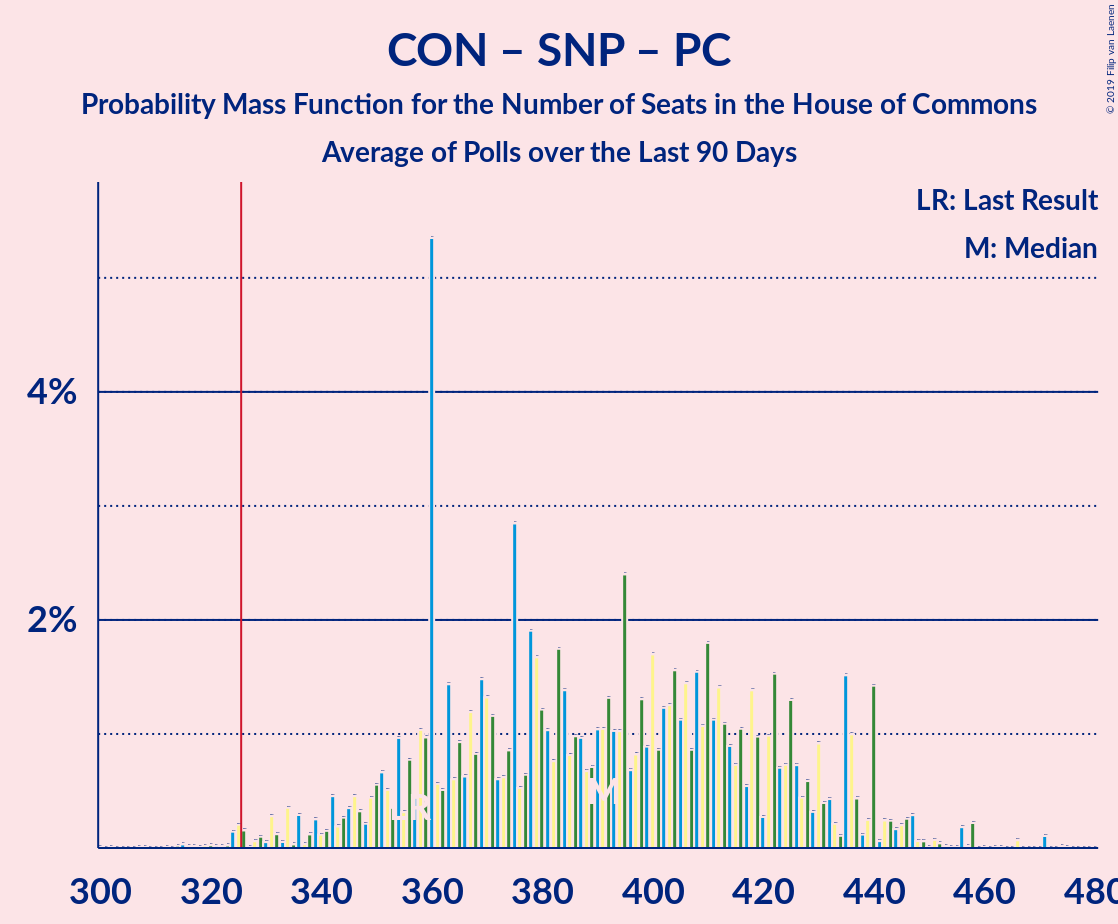 CON – SNP – PC
Probability Mass Function for the Number of Seats in the House of Commons
Average of Polls over the Last 90 Days
© 2019 Filip van Laenen
LR: Last Result
M: Median
4%
2%
LR
M
300 320 340 360 380 400 420 440 460 480